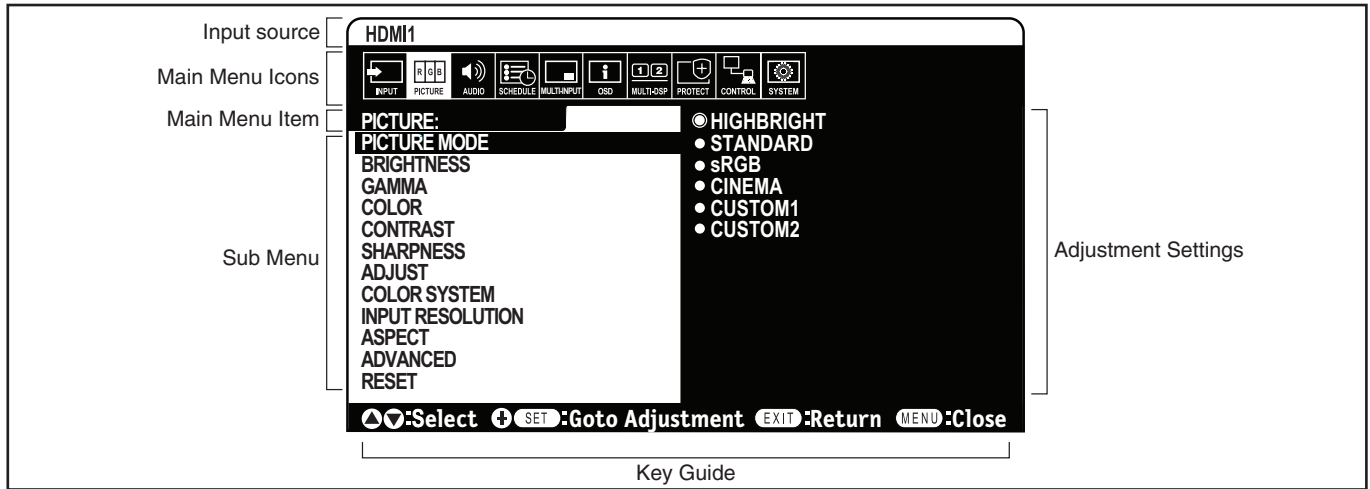 Input source
HDMI1
Main Menu Icons
INPUT
R G B
PICTURE
AUDIO
SCHEDULE
MULTI-INPUT
i
OSD
1 2
MULTI-DSP
PROTECT
CONTROL
SYSTEM
Main Menu Item
PICTURE:
Sub Menu
PICTURE MODE
BRIGHTNESS
GAMMA
COLOR
CONTRAST
SHARPNESS
ADJUST
COLOR SYSTEM
INPUT RESOLUTION
ASPECT
ADVANCED
RESET
HIGHBRIGHT
STANDARD
sRGB
CINEMA
CUSTOM1
CUSTOM2
Adjustment Settings
:Select SET :Goto Adjustment EXIT :Return MENU :Close
Key Guide